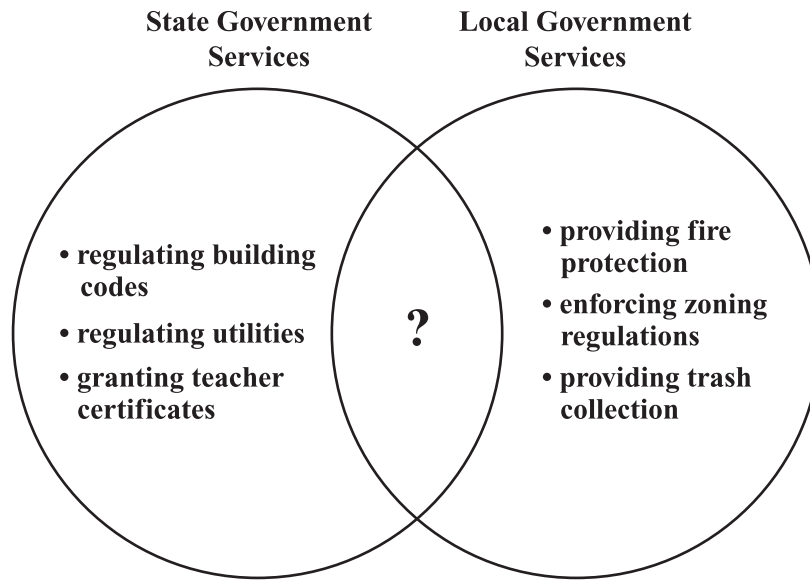 State Government
Services
Local Government
Services
• regulating building
codes
• regulating utilities
• granting teacher
certificates
?
• providing fire
protection
• enforcing zoning
regulations
• providing trash
collection